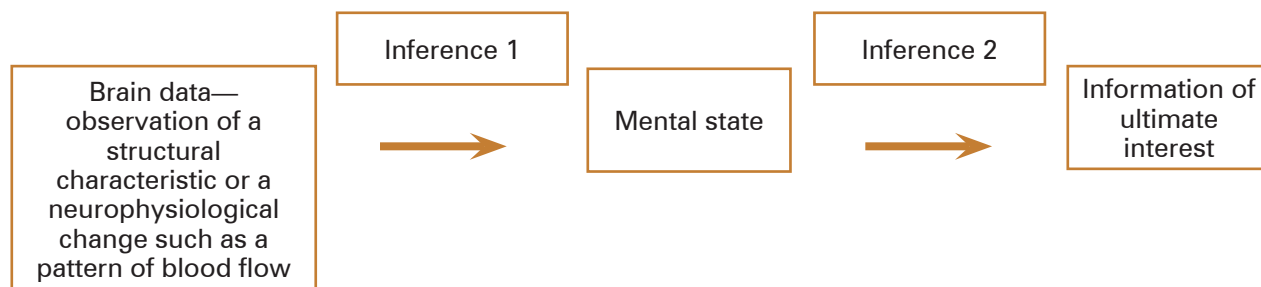 Brain data—
observation of a
structural
characteristic or a
neurophysiological
change such as a
pattern of blood flow
Inference 1
Mental state
Inference 2
Information of
ultimate
interest